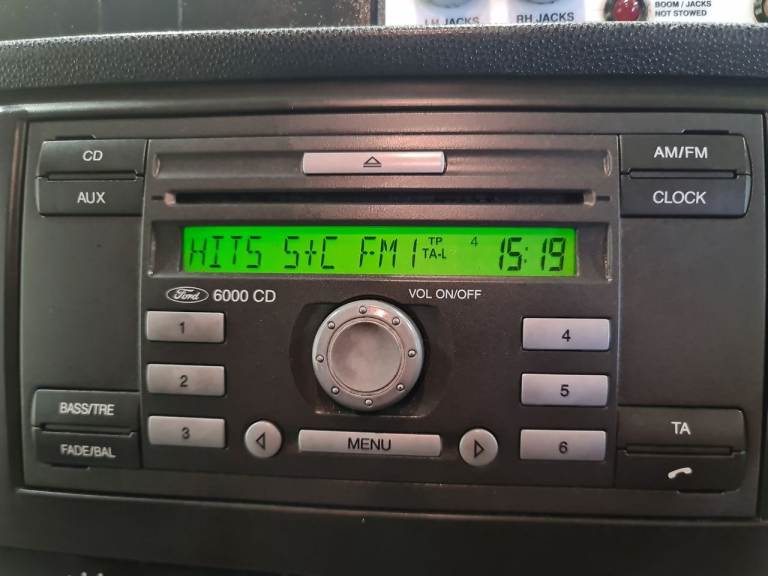 LH JACKS
RH JACKS
BOOM / JACKS
NOT STOWED
CD
AUX
AM/FM
CLOCK
HITS S+C FM1 TP TA-L 4 15:19
Ford 6000 CD
VOL ON/OFF
1
2
3
4
5
6
BASS/TRE
FADE/BAL
MENU
TA